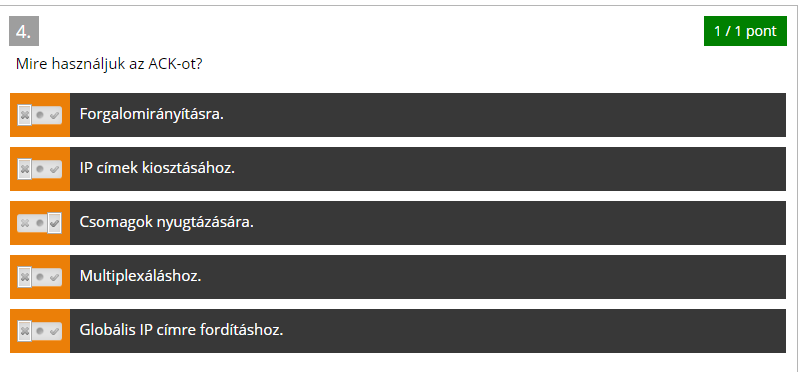 4.
1 / 1 pont
Mire használjuk az ACK-ot?
Forgalomirányításra.
IP címek kiosztásához.
Csomagok nyugtázására.
Multiplexáláshoz.
Globális IP címre fordításhoz.